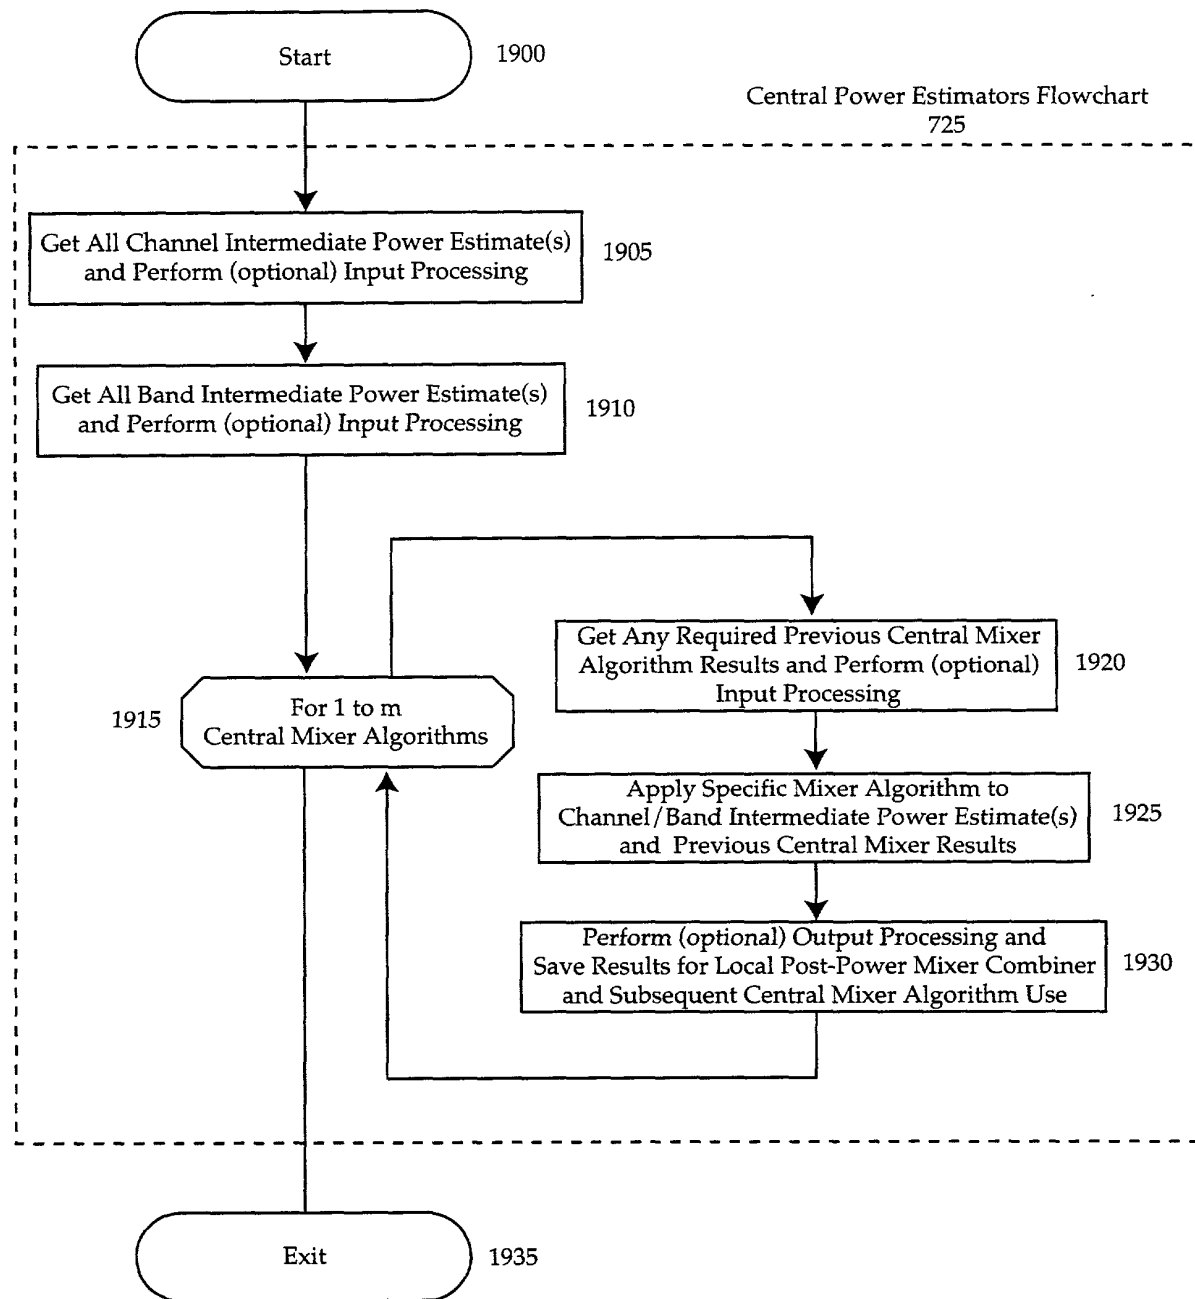 Start
1900
Central Power Estimators Flowchart
725
Get All Channel Intermediate Power Estimate(s)
and Perform (optional) Input Processing
1905
Get All Band Intermediate Power Estimate(s)
and Perform (optional) Input Processing
1910
Get Any Required Previous Central Mixer
Algorithm Results and Perform (optional)
Input Processing
1920
1915
For 1 to m
Central Mixer Algorithms
Apply Specific Mixer Algorithm to
Channel/Band Intermediate Power Estimate(s)
and Previous Central Mixer Results
1925
Perform (optional) Output Processing and
Save Results for Local Post-Power Mixer Combiner
and Subsequent Central Mixer Algorithm Use
1930
Exit
1935